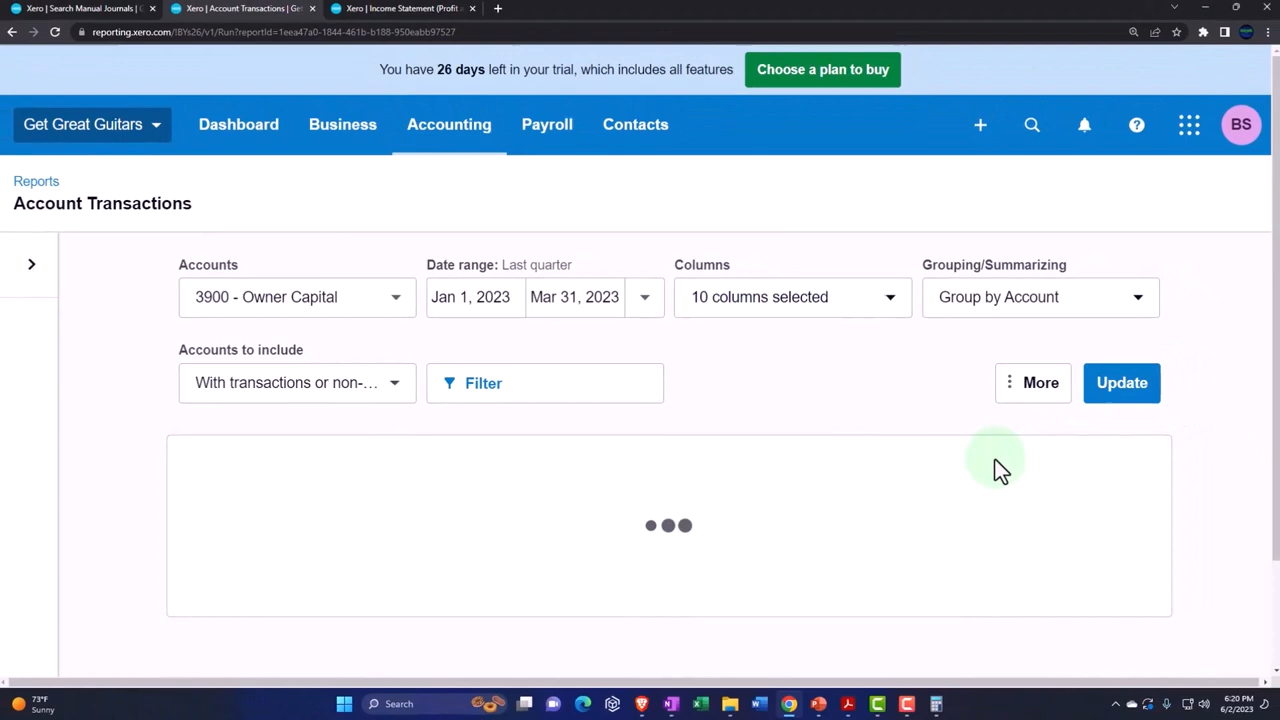 Xero | Search Manual Journals |
Xero | Account Transactions | Get
Xero | Income Statement (Profit a
reporting.xero.com/!BYs26/v1/Run?reportId=1eea47a0-1844-461b-b188-950eabb97527
You have 26 days left in your trial, which includes all features
Choose a plan to buy
Get Great Guitars
Dashboard
Business
Accounting
Payroll
Contacts
BS
Reports
Account Transactions
Accounts
Date range: Last quarter
Columns
Grouping/Summarizing
3900 - Owner Capital
Jan 1, 2023
Mar 31, 2023
10 columns selected
Group by Account
Accounts to include
With transactions or non-...
Filter
More
Update
73°F
Sunny
Search
6:20 PM
6/2/2023